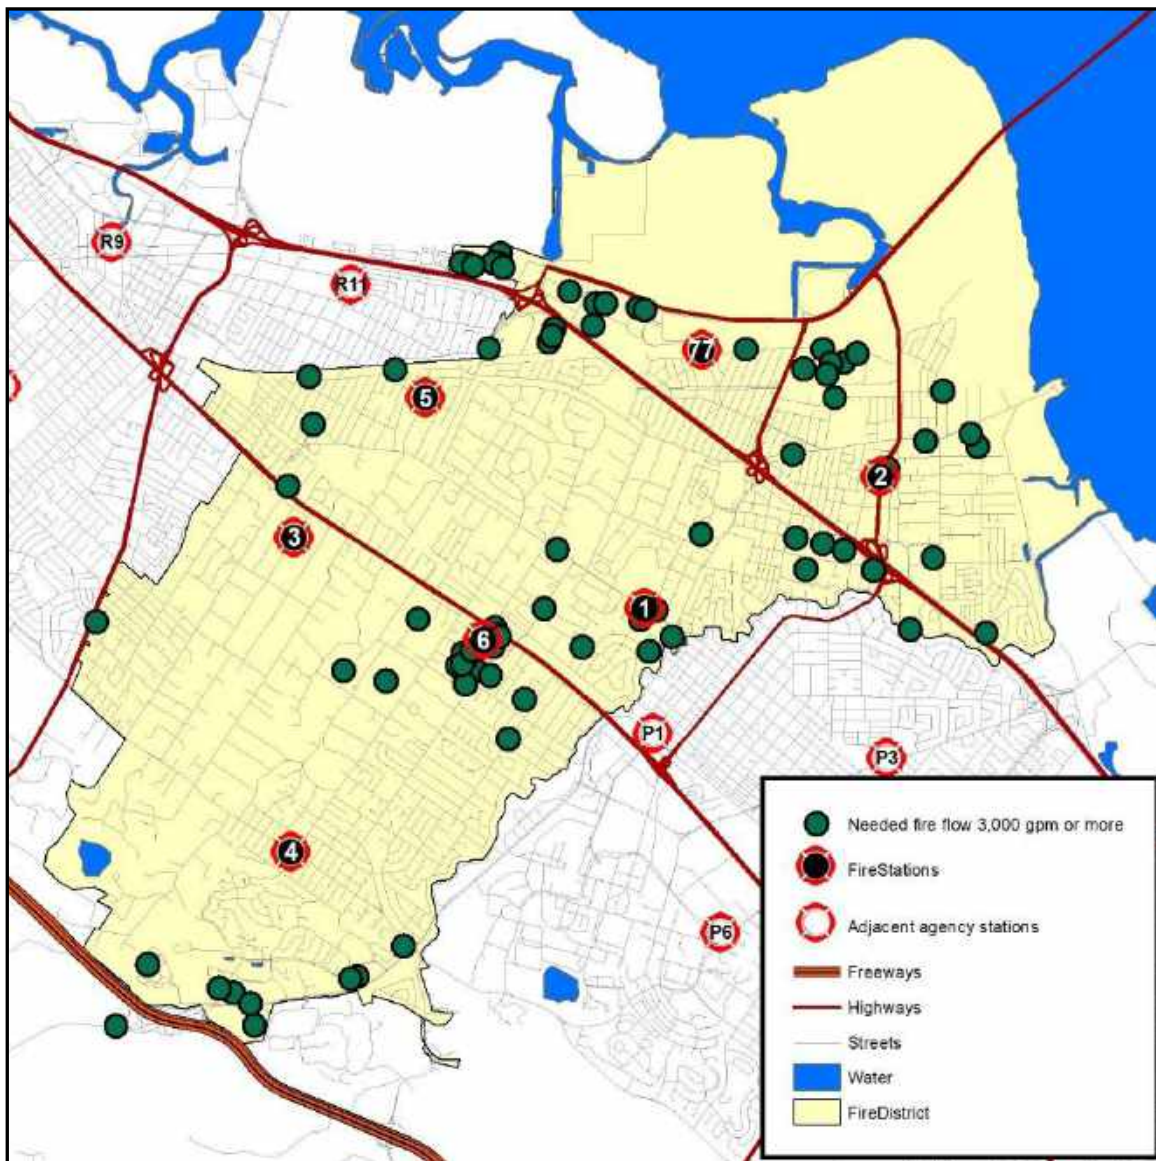 R9
R11
77
5
2
3
1
6
P1
P3
4
P6
Needed fire flow 3,000 gpm or more
FireStations
Adjacent agency stations
Freeways
Highways
Streets
Water
FireDistrict